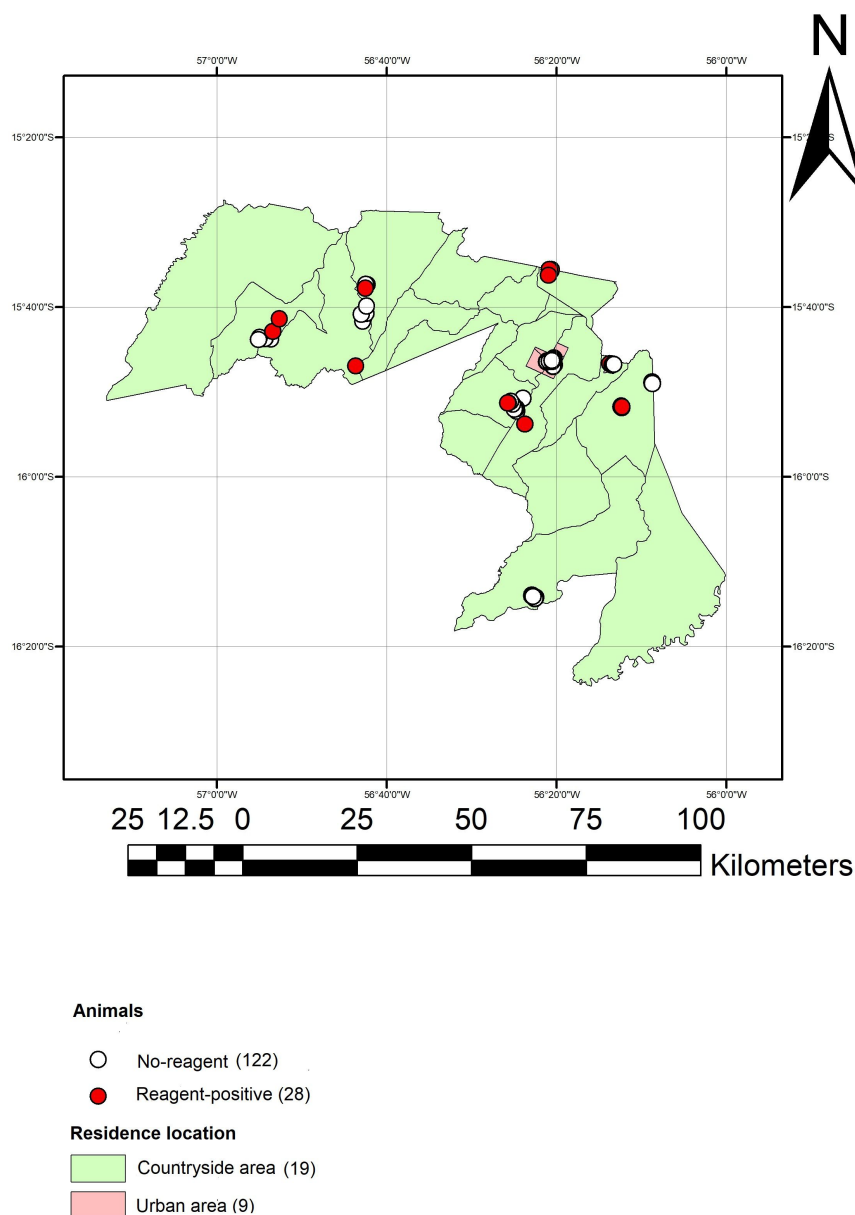 N
57°0'0"W 56°40'0"W 56°20'0"W 56°0'0"W
15°20'0"S
15°40'0"S 15°40'0"S
16°0'0"S 16°0'0"S
16°20'0"S 16°20'0"S
57°0'0"W 56°40'0"W 56°20'0"W 56°0'0"W
25 12.5 0 25 50 75 100
Kilometers
Animals
No-reagent (122)
Reagent-positive (28)
Residence location
Countryside area (19)
Urban area (9)